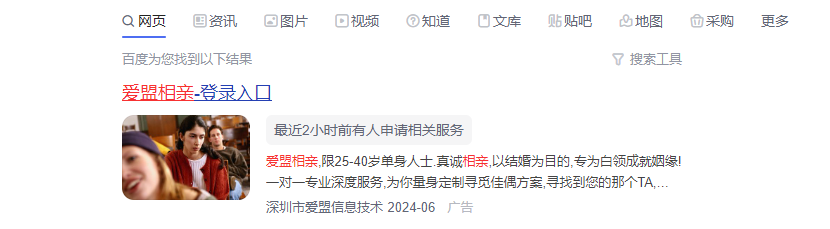 网页 资讯 图片 视频 知道 文库 贴吧 地图 采购 更多
百度为您找到以下结果 搜索工具
爱盟相亲-登录入口
最近2小时前有人申请相关服务
爱盟相亲,限25-40岁单身人士.真诚相亲,以结婚为目的,专为白领成就姻缘!
一对一专业深度服务,为你量身定制寻觅佳偶方案,寻找到您的那个TA,...
深圳市爱盟信息技术 2024-06 广告